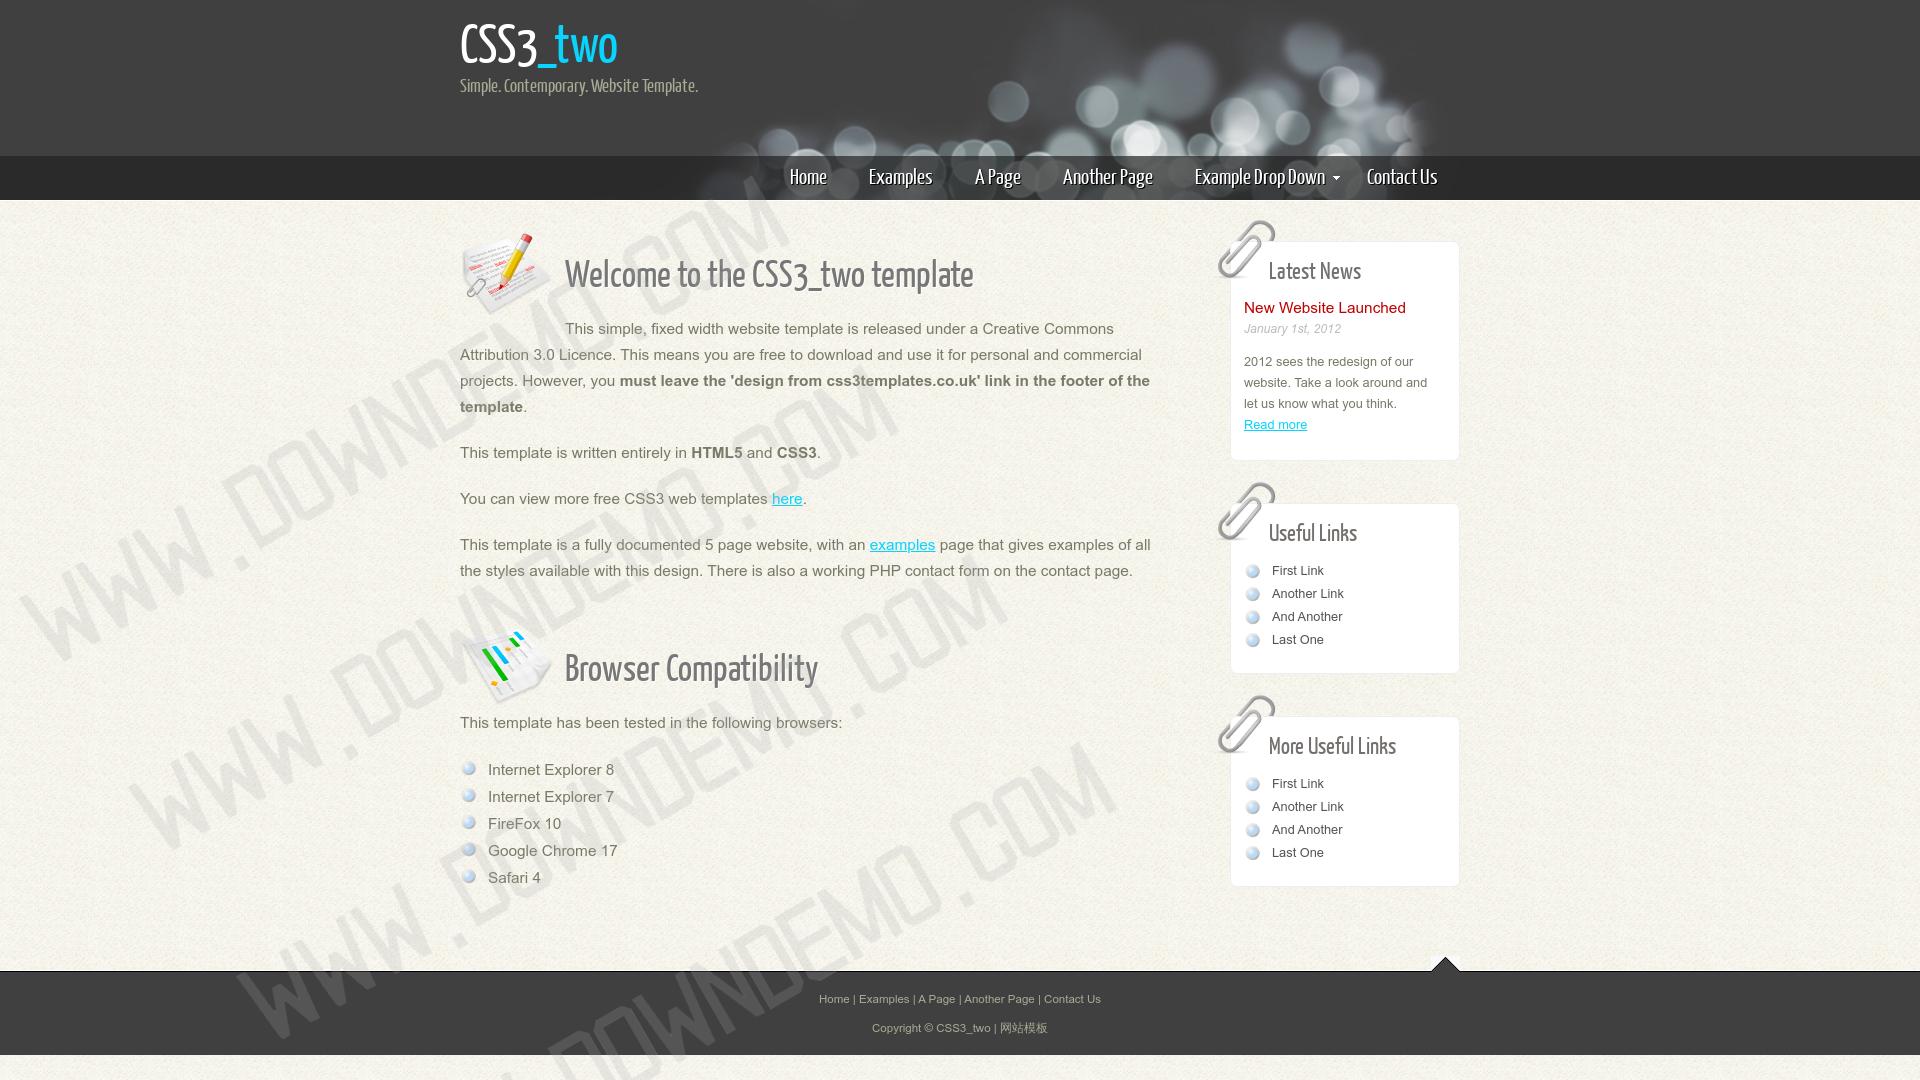 CSS3_two
Simple. Contemporary. Website Template.
Home
Examples
A Page
Another Page
Example Drop Down
Contact Us
Welcome to the CSS3_two template
This simple, fixed width website template is released under a Creative Commons
Attribution 3.0 Licence. This means you are free to download and use it for personal and commercial
projects. However, you must leave the 'design from css3templates.co.uk' link in the footer of the
template.
This template is written entirely in HTML5 and CSS3.
You can view more free CSS3 web templates here.
This template is a fully documented 5 page website, with an examples page that gives examples of all
the styles available with this design. There is also a working PHP contact form on the contact page.
Browser Compatibility
This template has been tested in the following browsers:
Internet Explorer 8
Internet Explorer 7
FireFox 10
Google Chrome 17
Safari 4
Latest News
New Website Launched
January 1st, 2012
2012 sees the redesign of our
website. Take a look around and
let us know what you think.
Read more
Useful Links
First Link
Another Link
And Another
Last One
More Useful Links
First Link
Another Link
And Another
Last One
Home | Examples | A Page | Another Page | Contact Us
Copyright © CSS3_two | 网站模板
WWW.DOWNDEMO.COM
WWW.DOWNDEMO.COM
WWW.DOWNDEMO.COM
DOWNDEMO.COM